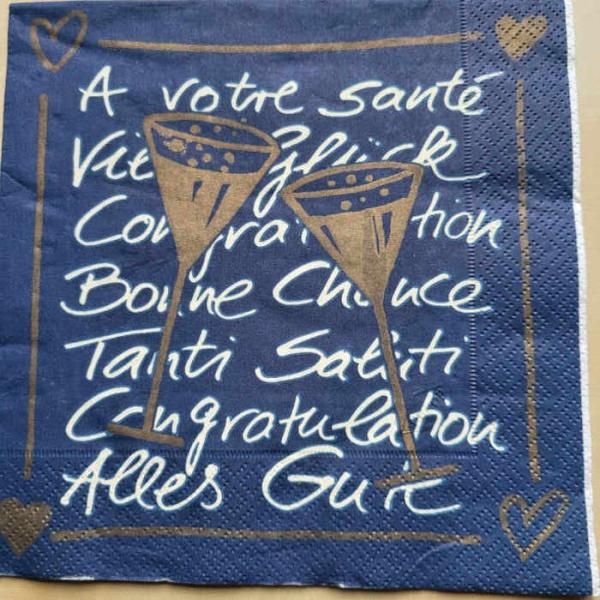 A votre santé
Viel Glück
Congratulation
Bonne Chance
Tanti Saluti
Congratulation
Alles Gute